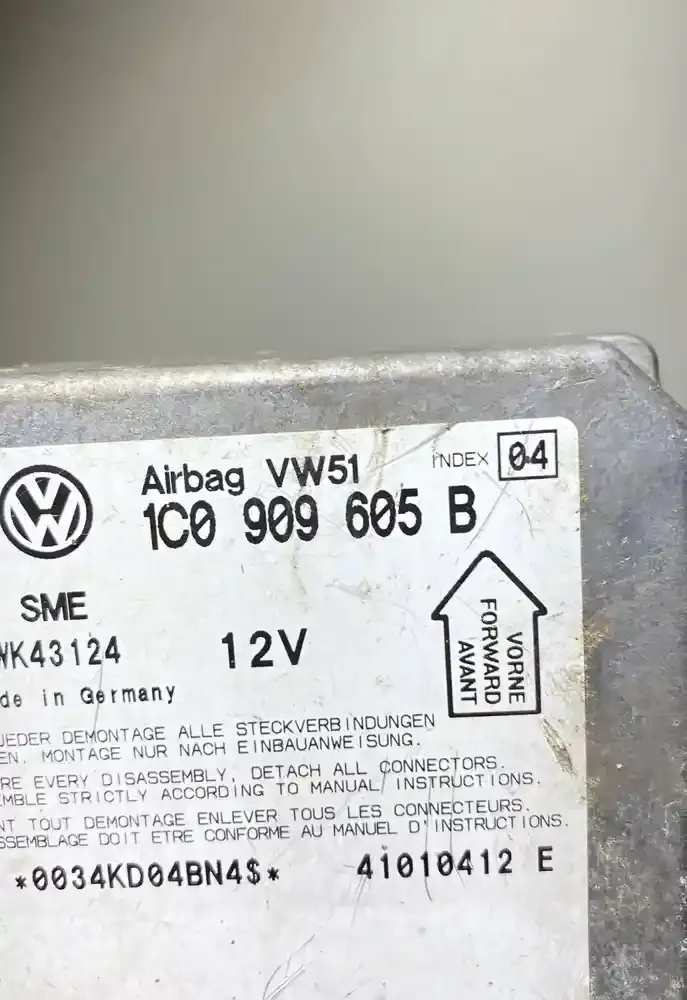 Airbag VW51 INDEX 04
1C0 909 605 B
SME
WK43124 12V
VORNE
FORWARD
AVANT
de in Germany
JEDER DEMONTAGE ALLE STECKVERBINDUNGEN
EN. MONTAGE NUR NACH EINBAUANWEISUNG.
RE EVERY DISASSEMBLY, DETACH ALL CONNECTORS.
EMBLE STRICTLY ACCORDING TO MANUAL INSTRUCTIONS.
NT TOUT DEMONTAGE ENLEVER TOUS LES CONNECTEURS.
SSEMBLAGE DOIT ETRE CONFORME AU MANUEL D'INSTRUCTIONS.
*0034KD04BN4$* 41010412 E